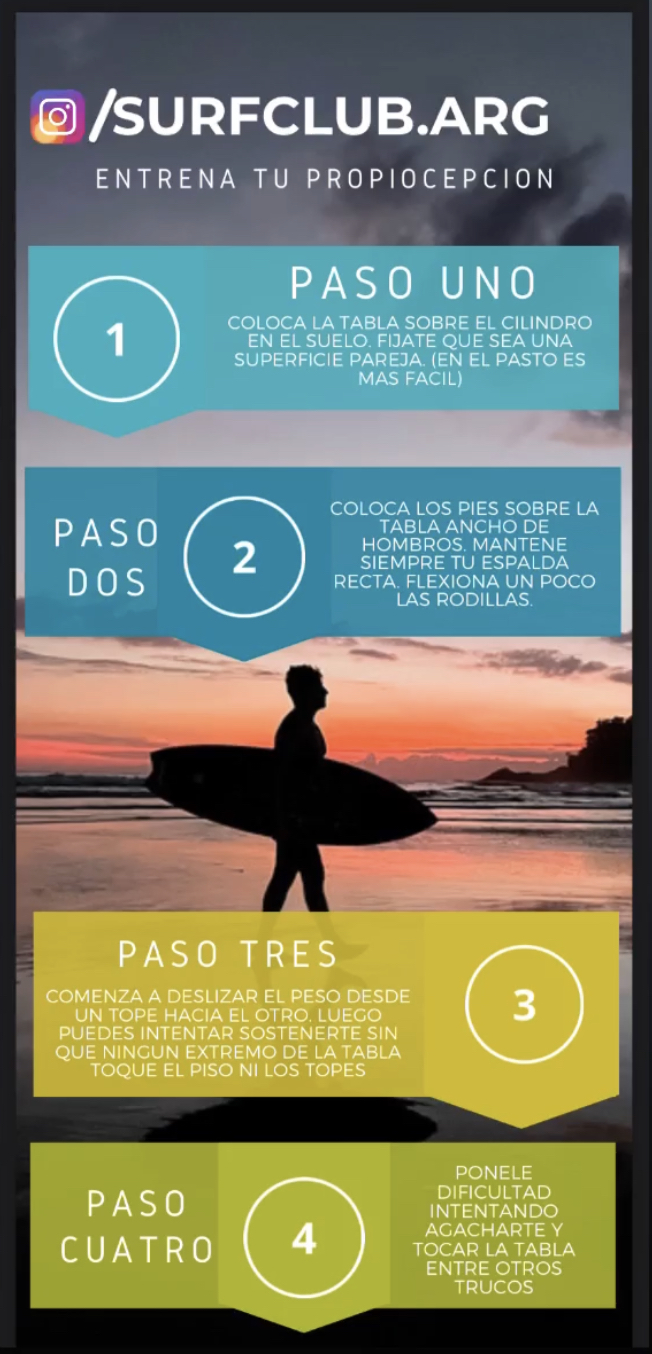 /SURFCLUB.ARG
ENTRENA TU PROPIOCEPCION
1
PASO UNO
COLOCA LA TABLA SOBRE EL CILINDRO
EN EL SUELO. FIJATE QUE SEA UNA
SUPERFICIE PAREJA. (EN EL PASTO ES
MAS FACIL)
PASO
DOS
2
COLOCA LOS PIES SOBRE LA
TABLA ANCHO DE
HOMBROS. MANTENE
SIEMPRE TU ESPALDA
RECTA. FLEXIONA UN POCO
LAS RODILLAS.
PASO TRES
COMENZA A DESLIZAR EL PESO DESDE
UN TOPE HACIA EL OTRO. LUEGO
PUEDES INTENTAR SOSTENERTE SIN
QUE NINGUN EXTREMO DE LA TABLA
TOQUE EL PISO NI LOS TOPES
3
PASO
CUATRO
4
PONELE
DIFICULTAD
INTENTANDO
AGACHARTE Y
TOCAR LA TABLA
ENTRE OTROS
TRUCOS